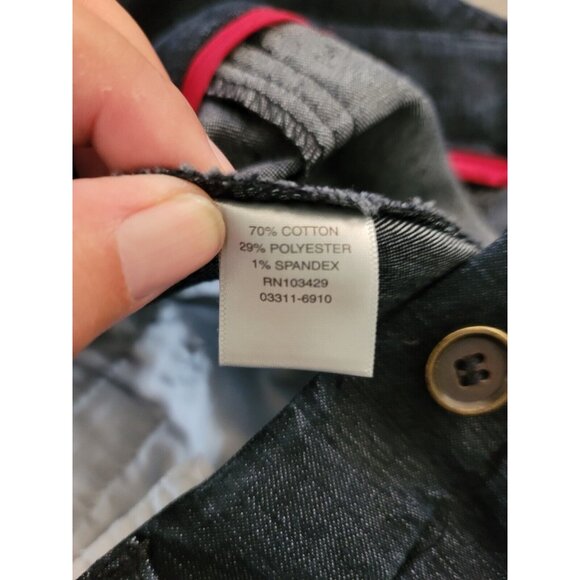 70% COTTON
29% POLYESTER
1% SPANDEX
RN103429
03311-6910